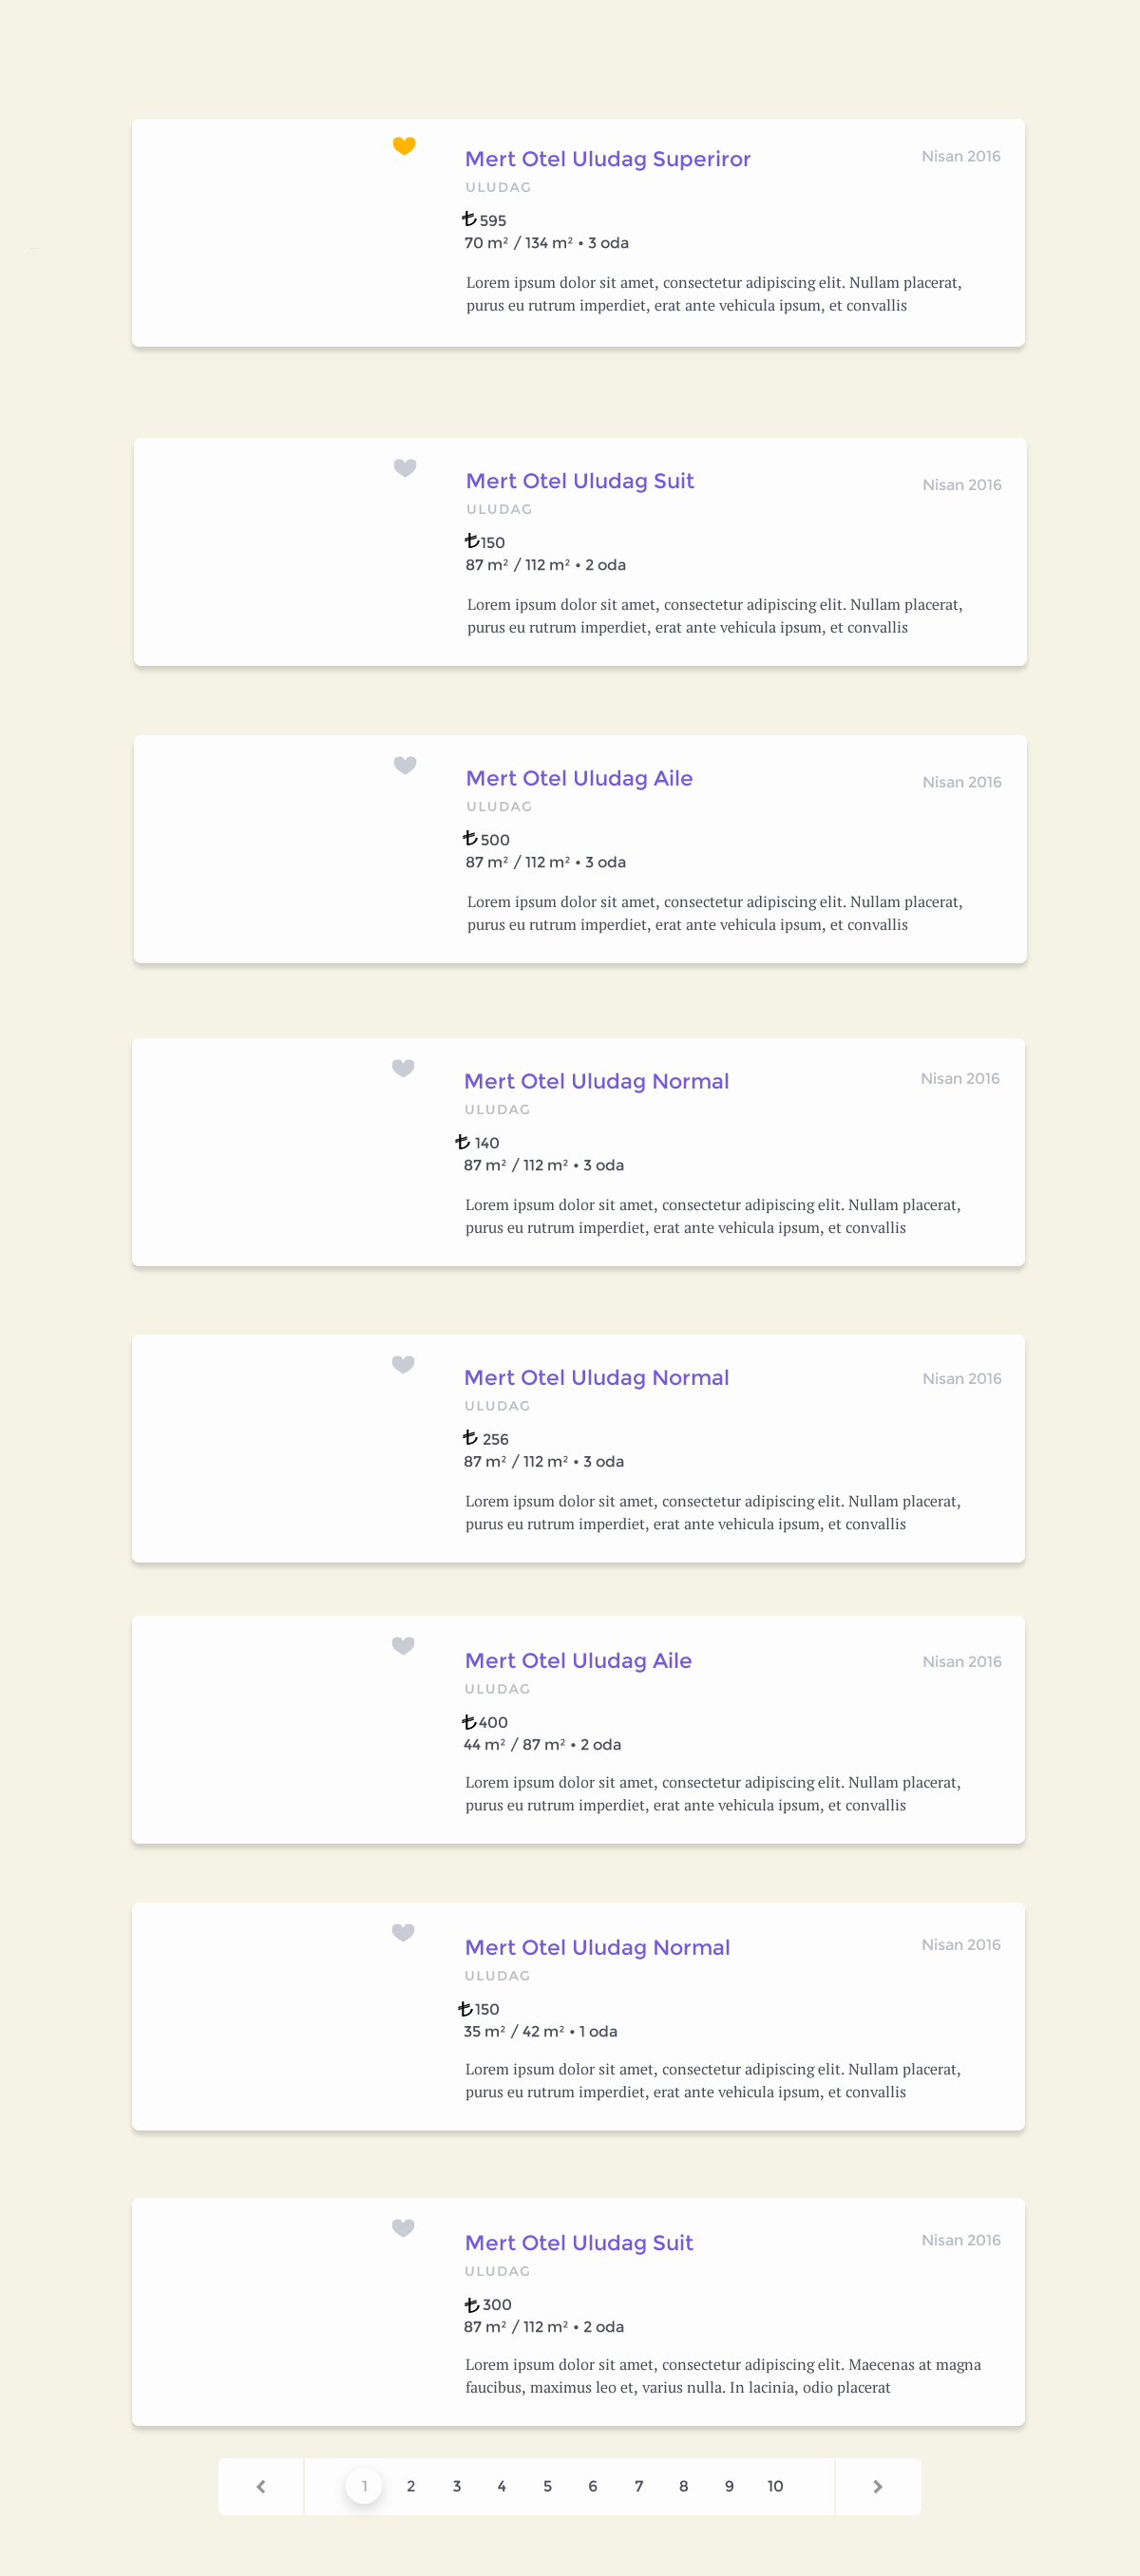 Mert Otel Uludag Superiror
Nisan 2016
ULUDAG
₺ 595
70 m² / 134 m² • 3 oda
Lorem ipsum dolor sit amet, consectetur adipiscing elit. Nullam placerat,
purus eu rutrum imperdiet, erat ante vehicula ipsum, et convallis
Mert Otel Uludag Suit
Nisan 2016
ULUDAG
₺150
87 m² / 112 m² • 2 oda
Lorem ipsum dolor sit amet, consectetur adipiscing elit. Nullam placerat,
purus eu rutrum imperdiet, erat ante vehicula ipsum, et convallis
Mert Otel Uludag Aile
Nisan 2016
ULUDAG
₺ 500
87 m² / 112 m² • 3 oda
Lorem ipsum dolor sit amet, consectetur adipiscing elit. Nullam placerat,
purus eu rutrum imperdiet, erat ante vehicula ipsum, et convallis
Mert Otel Uludag Normal
Nisan 2016
ULUDAG
₺ 140
87 m² / 112 m² • 3 oda
Lorem ipsum dolor sit amet, consectetur adipiscing elit. Nullam placerat,
purus eu rutrum imperdiet, erat ante vehicula ipsum, et convallis
Mert Otel Uludag Normal
Nisan 2016
ULUDAG
₺ 256
87 m² / 112 m² • 3 oda
Lorem ipsum dolor sit amet, consectetur adipiscing elit. Nullam placerat,
purus eu rutrum imperdiet, erat ante vehicula ipsum, et convallis
Mert Otel Uludag Aile
Nisan 2016
ULUDAG
₺400
44 m² / 87 m² • 2 oda
Lorem ipsum dolor sit amet, consectetur adipiscing elit. Nullam placerat,
purus eu rutrum imperdiet, erat ante vehicula ipsum, et convallis
Mert Otel Uludag Normal
Nisan 2016
ULUDAG
₺150
35 m² / 42 m² • 1 oda
Lorem ipsum dolor sit amet, consectetur adipiscing elit. Nullam placerat,
purus eu rutrum imperdiet, erat ante vehicula ipsum, et convallis
Mert Otel Uludag Suit
Nisan 2016
ULUDAG
₺300
87 m² / 112 m² • 2 oda
Lorem ipsum dolor sit amet, consectetur adipiscing elit. Maecenas at magna
faucibus, maximus leo et, varius nulla. In lacinia, odio placerat
1 2 3 4 5 6 7 8 9 10